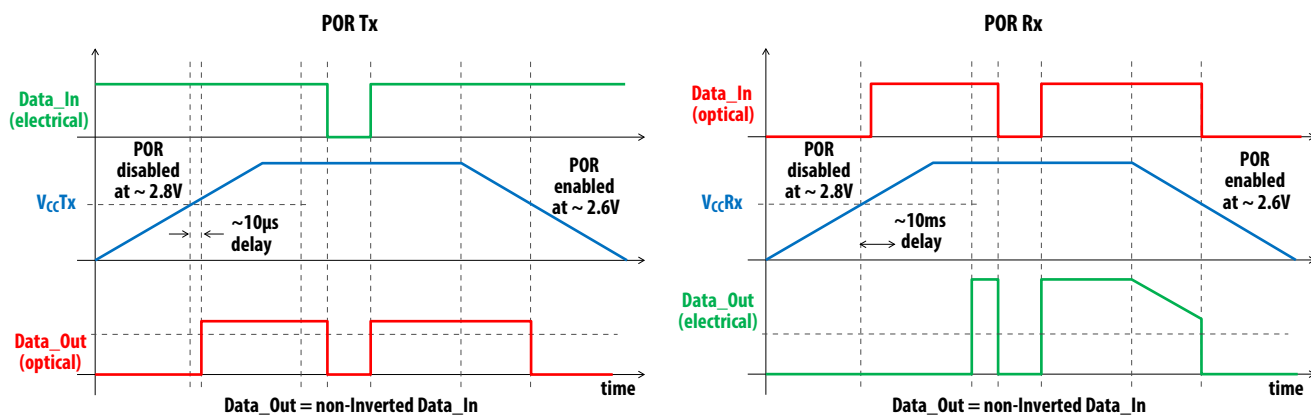 POR Tx
Data_In
(electrical)
POR
disabled
at ~ 2.8V
POR
enabled
at ~ 2.6V
VCCTx
~10µs
delay
Data_Out
(optical)
time
Data_Out = non-Inverted Data_In
POR Rx
Data_In
(optical)
POR
disabled
at ~ 2.8V
POR
enabled
at ~ 2.6V
VCCRx
~10ms
delay
Data_Out
(electrical)
time
Data_Out = non-Inverted Data_In